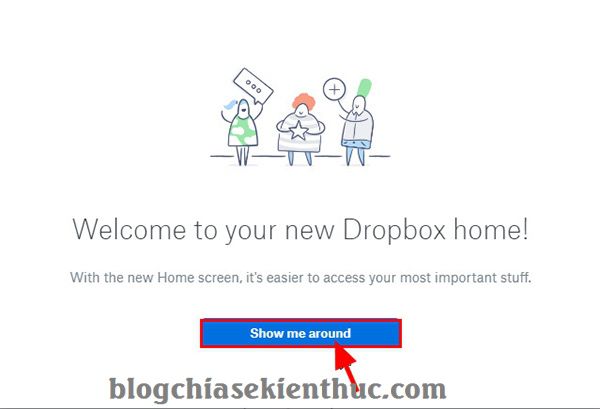 Welcome to your new Dropbox home!
With the new Home screen, it's easier to access your most important stuff.
Show me around
blogchiasekienthuc.com